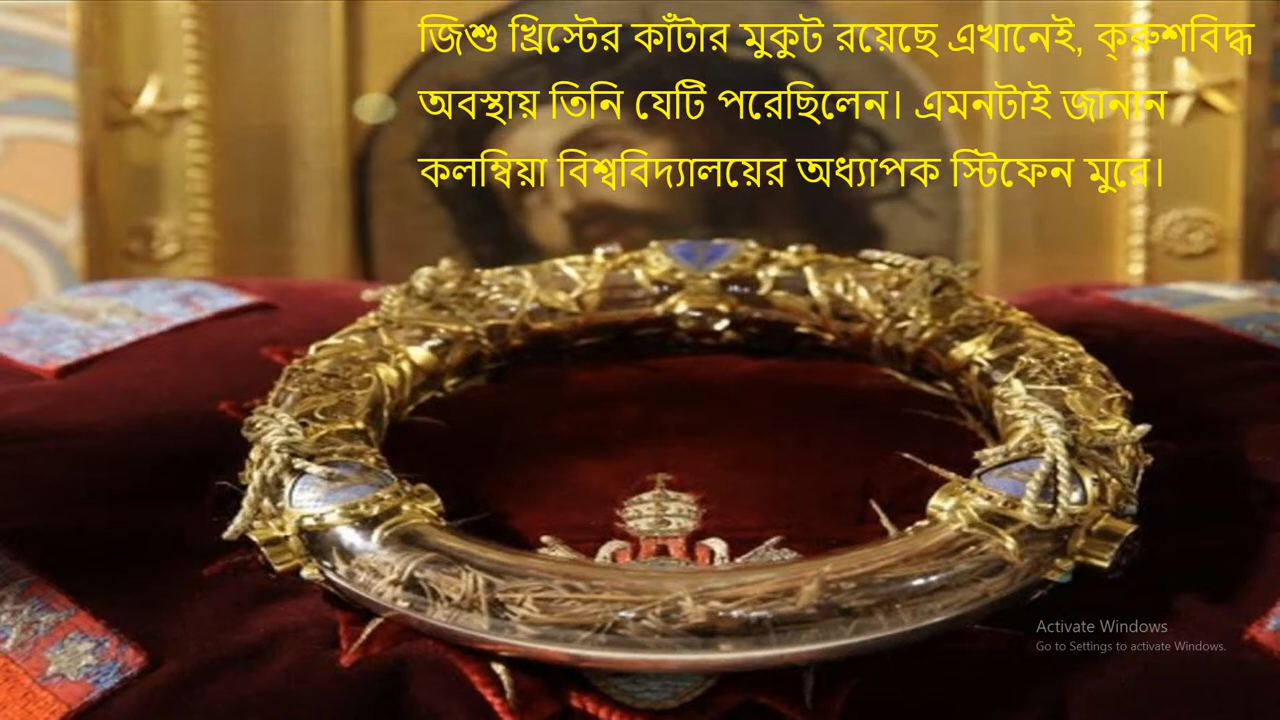 জিশু খ্রিস্টের কাঁটার মুকুট রয়েছে এখানেই, ক্রুশবিদ্ধ
অবস্থায় তিনি যেটি পরেছিলেন। এমনটাই জানান
কলম্বিয়া বিশ্ববিদ্যালয়ের অধ্যাপক স্টিফেন মুরে।
Activate Windows
Go to Settings to activate Windows.